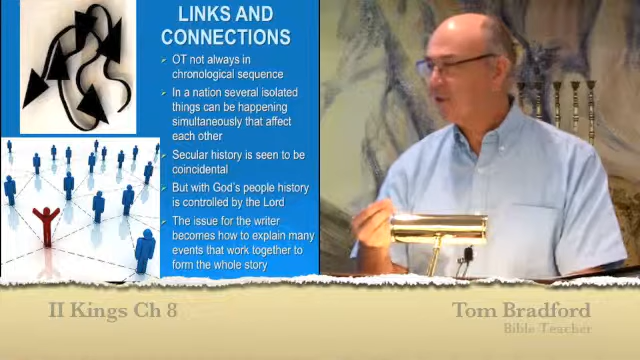 LINKS AND
CONNECTIONS
OT not always in
chronological sequence
In a nation several isolated
things can be happening
simultaneously that affect
each other
Secular history is seen to be
coincidental
But with God's people history
is controlled by the Lord
The issue for the writer
becomes how to explain many
events that work together to
form the whole story
II Kings Ch 8
Tom Bradford
Bible Teacher